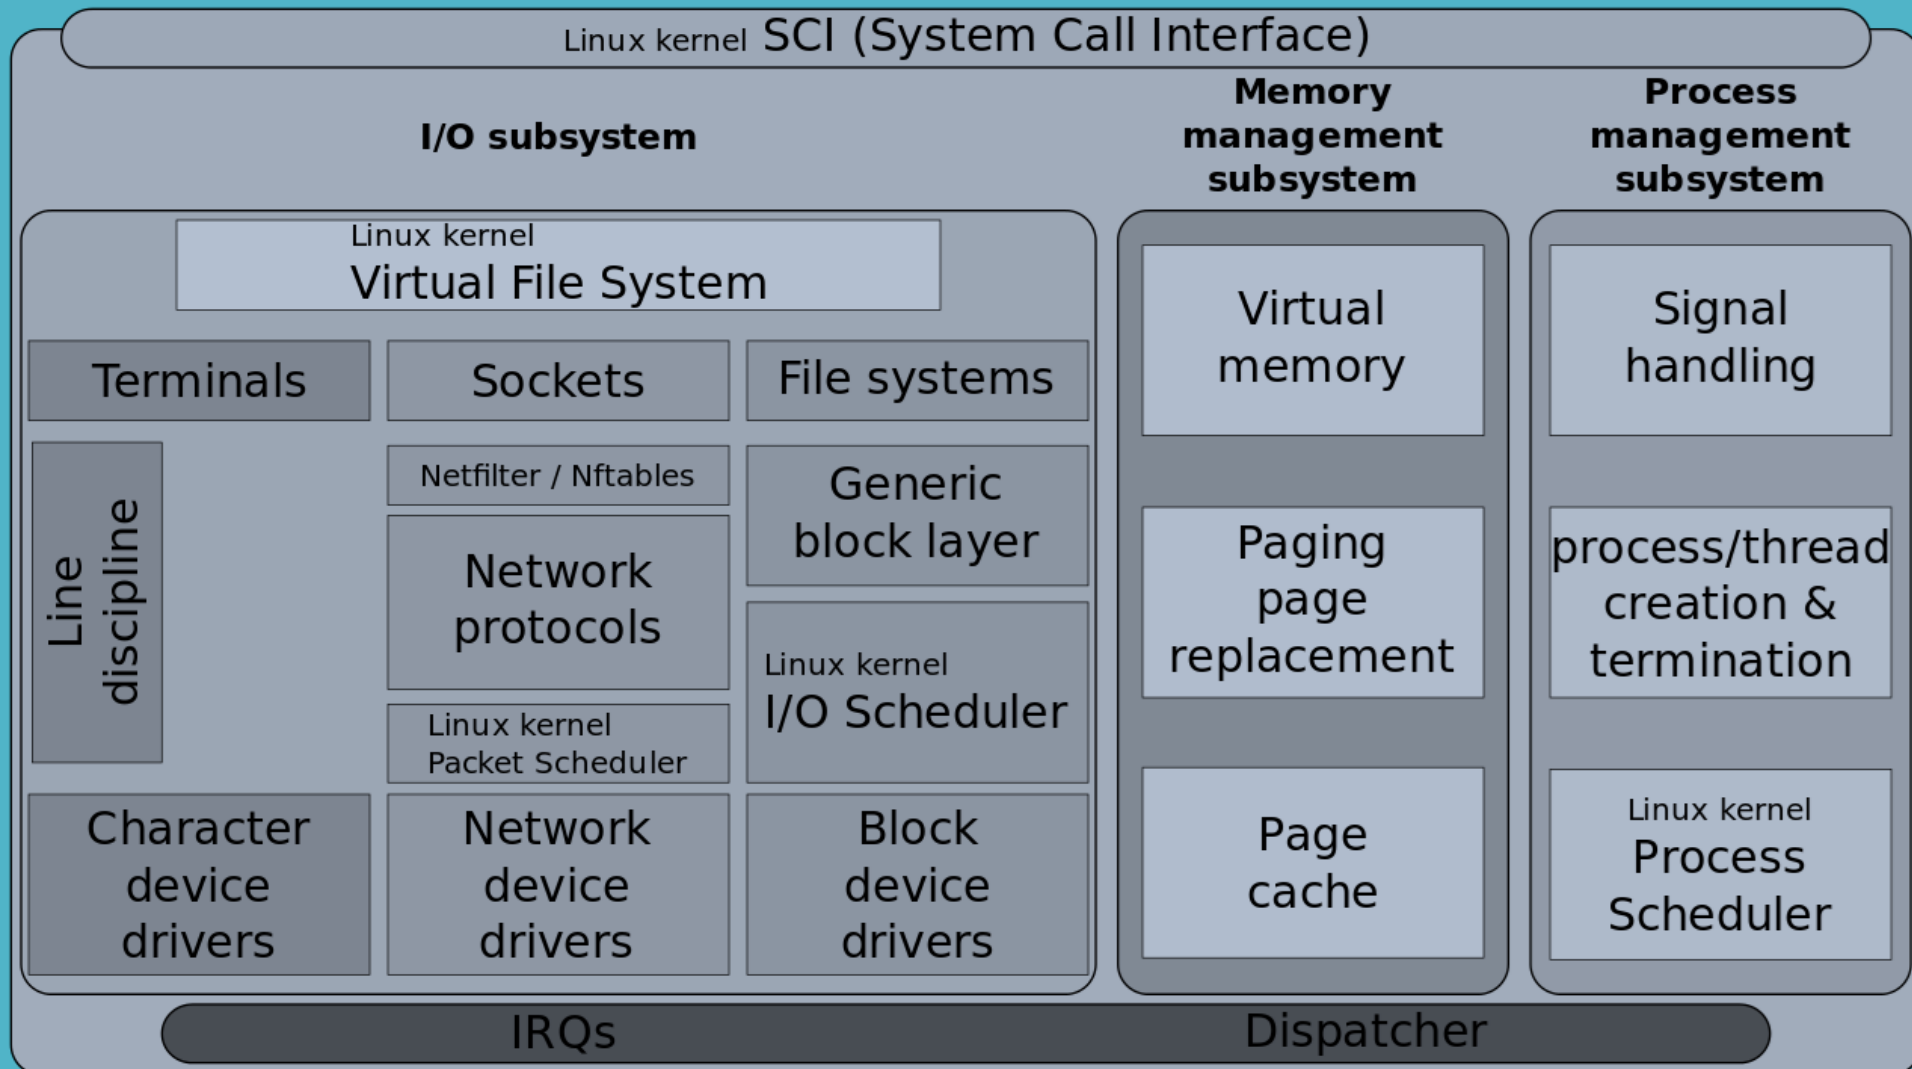 Linux kernel SCI (System Call Interface)
I/O subsystem
Memory
management
subsystem
Process
management
subsystem
Linux kernel
Virtual File System
Terminals
Sockets
File systems
Line
discipline
Netfilter / Nftables
Network
protocols
Linux kernel
Packet Scheduler
Generic
block layer
Linux kernel
I/O Scheduler
Character
device
drivers
Network
device
drivers
Block
device
drivers
Virtual
memory
Paging
page
replacement
Page
cache
Signal
handling
process/thread
creation &
termination
Linux kernel
Process
Scheduler
IRQs
Dispatcher